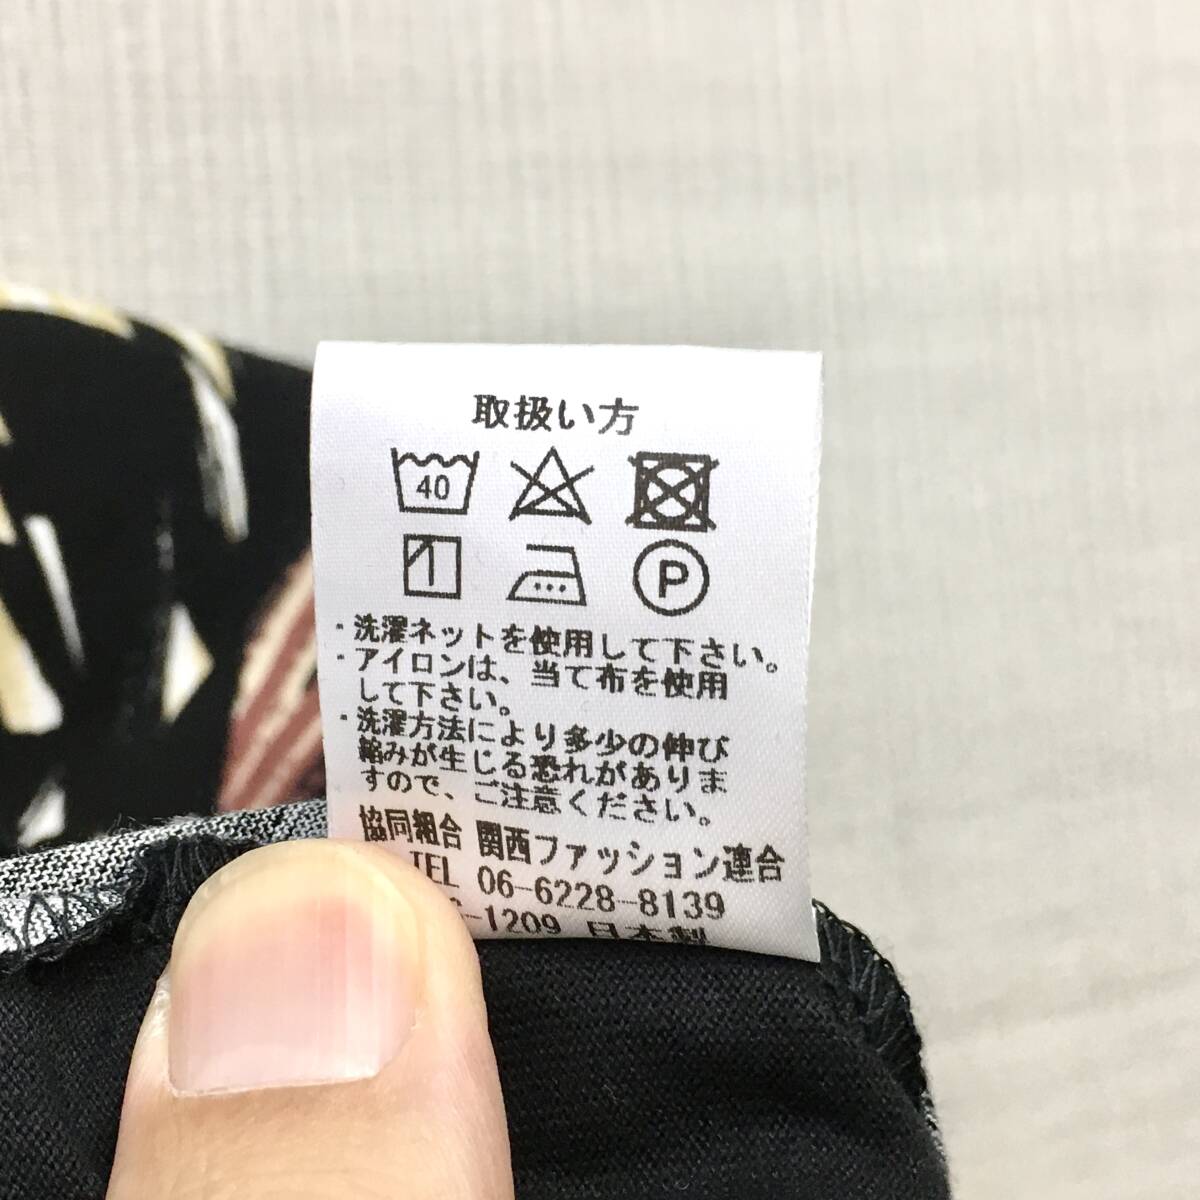 取扱い方
40
P
・洗濯ネットを使用して下さい。
・アイロンは、当て布を使用
して下さい。
・洗濯方法により多少の伸び
縮みが生じる恐れがありま
すので、ご注意ください。
協同組合 関西ファッション連合
TEL 06-6228-8139
-1209 日本製